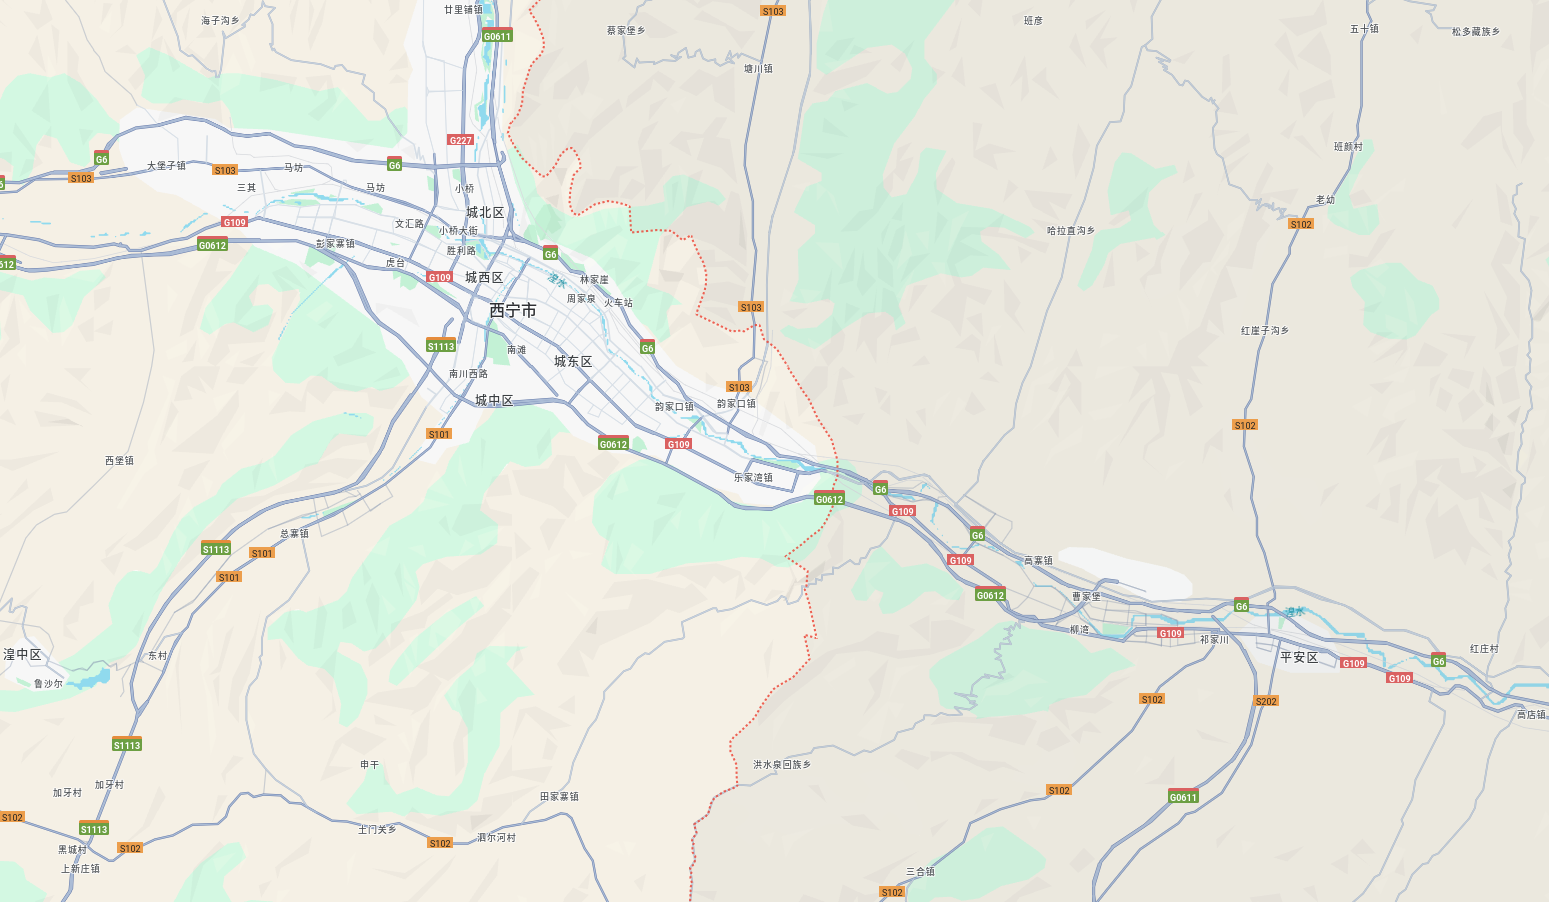 廿里铺镇
海子沟乡
S103
班彦
蔡家堡乡
五十镇
松多藏族乡
G0611
塘川镇
G227
班颜村
G6
大堡子镇
S103
马坊
G6
S103
三其
马坊
小桥
老幼
城北区
G109
文汇路
S102
小桥大街
哈拉直沟乡
G0612
彭家寨镇
胜利路
G6
612
虎台
G109
城西区
湟水
林家崖
周家泉
火车站
西宁市
S103
红崖子沟乡
S1113
南滩
G6
城东区
南川西路
S103
城中区
韵家口镇
韵家口镇
S101
S102
G0612
G109
西堡镇
乐家湾镇
G6
G0612
G109
总寨镇
G6
S1113
S101
G109
高寨镇
S101
G0612
曹家堡
G6
湟水
柳湾
G109
祁家川
湟中区
东村
平安区
G109
红庄村
G6
鲁沙尔
G109
S102
S202
高店镇
S1113
申干
洪水泉回族乡
加牙村
加牙村
S102
G0611
田家寨镇
S102
S1113
土门关乡
泗尔河村
S102
S102
黑城村
上新庄镇
三合镇
S102